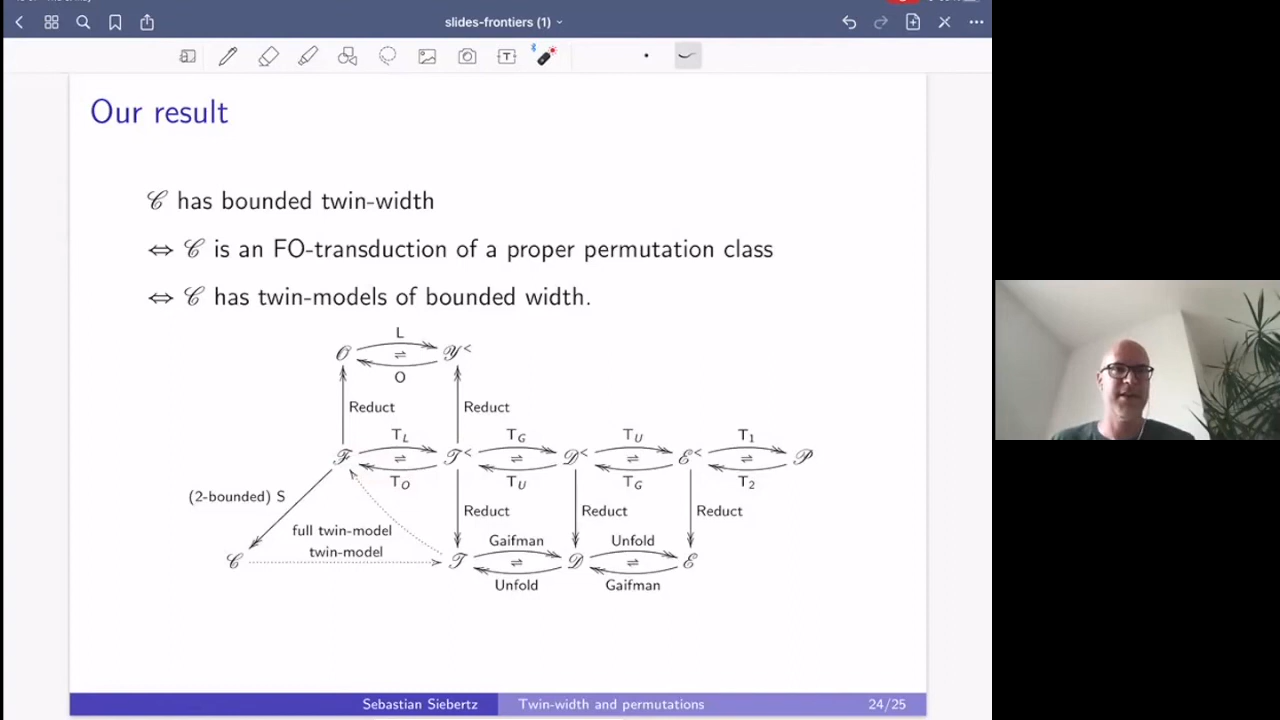 slides-frontiers (1)
Our result
𝒞 has bounded twin-width
⇔ 𝒞 is an FO-transduction of a proper permutation class
⇔ 𝒞 has twin-models of bounded width.
L
𝒪 ⇌ 𝒴<
O
Reduct Reduct
T_L T_G T_U T_1
ℱ ⇌ 𝒯< ⇌ 𝒟< ⇌ ℰ< ⇌ 𝒫
T_O T_U T_G T_2
(2-bounded) S
Reduct Reduct Reduct
full twin-model
Gaifman Unfold
twin-model
𝒞 𝒯 ⇌ 𝒟 ⇌ ℰ
Unfold Gaifman
Sebastian Siebertz Twin-width and permutations 24/25